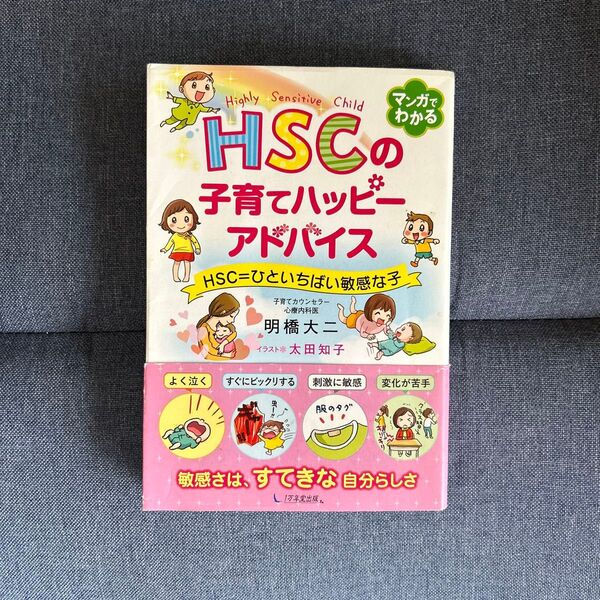 Highly Sensitive Child
マンガで
わかる
HSCの
子育てハッピー
アドバイス
HSC=ひといちばい敏感な子
子育てカウンセラー
心療内科医
明橋大二
イラスト＊太田知子
よく泣く
すぐにビックリする
刺激に敏感
変化が苦手
虫ー!!
服のタグ
敏感さは、すてきな自分らしさ
1万年堂出版